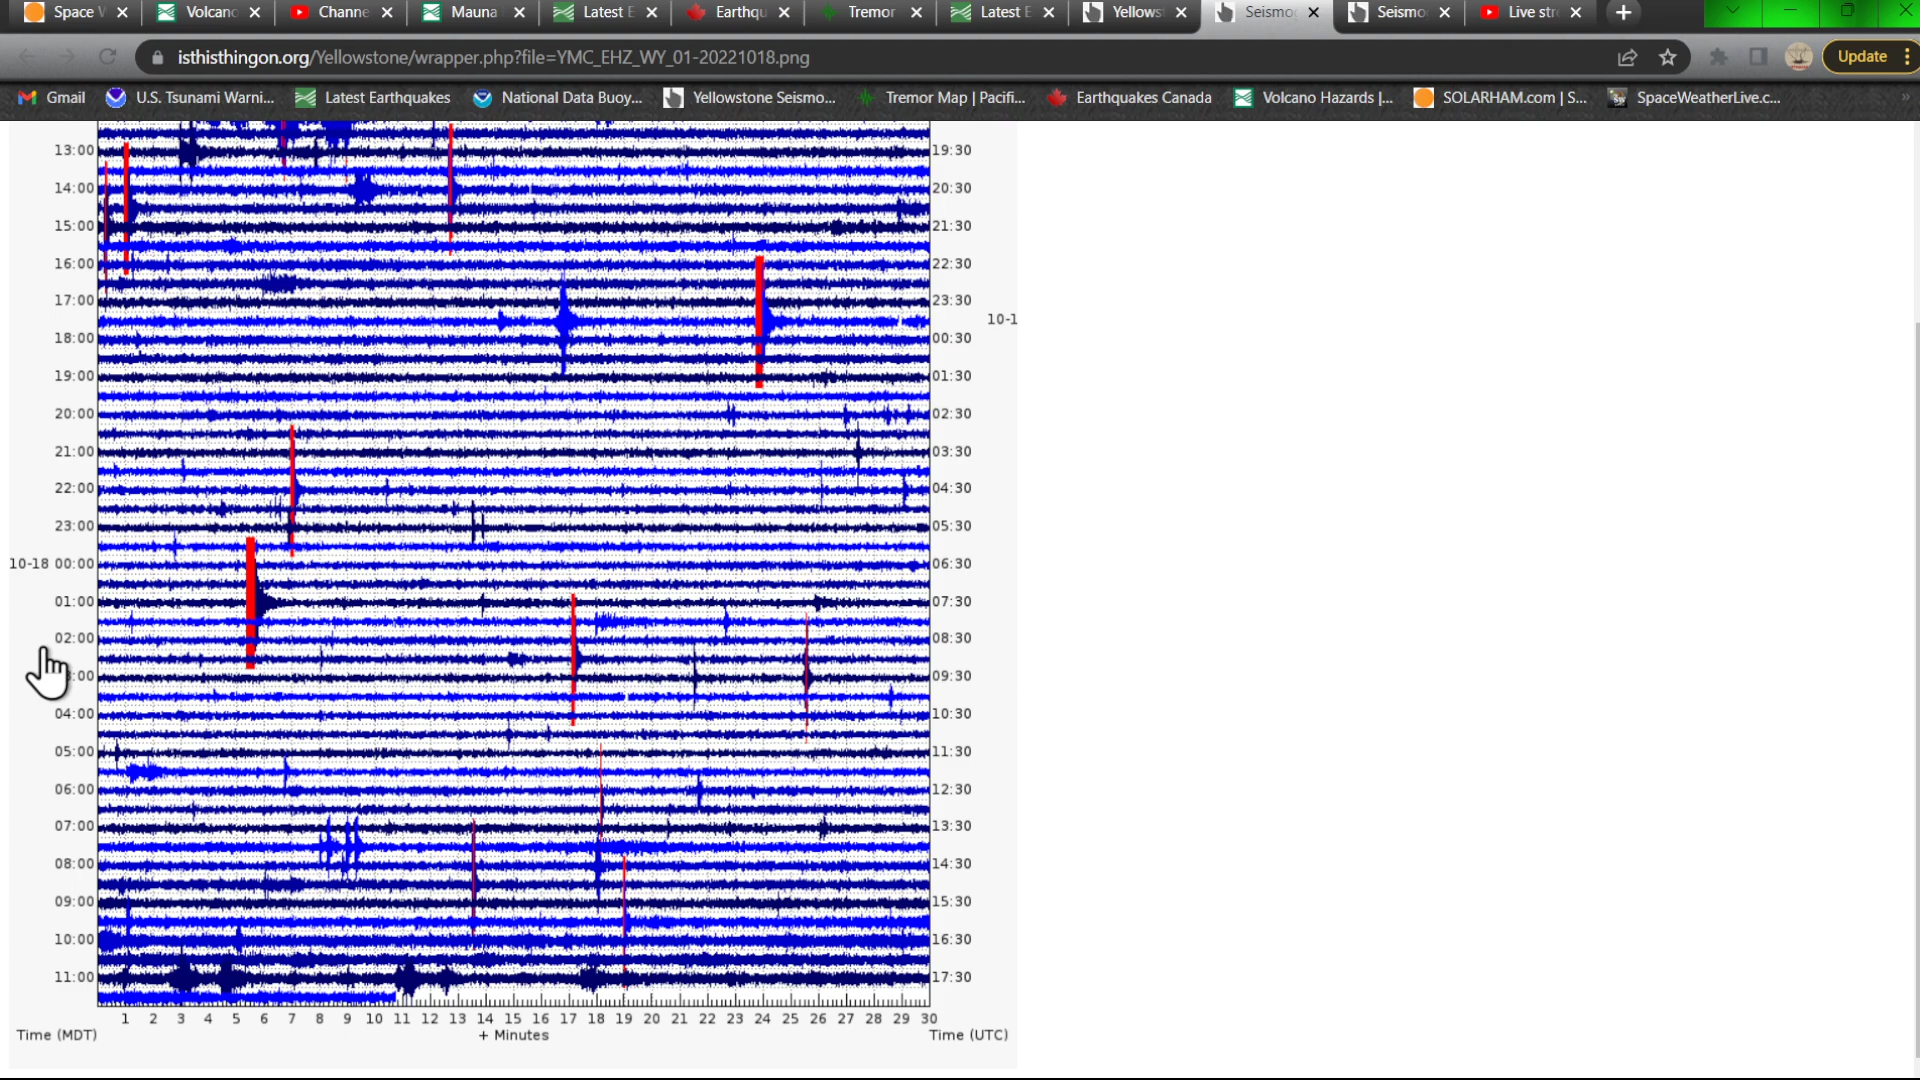 Space W
Volcano
Channe
Mauna
Latest E
Earthqu
Tremor
Latest E
Yellows
Seismo
Seismo
Live str
isthisthingon.org/Yellowstone/wrapper.php?file=YMC_EHZ_WY_01-20221018.png
Update
Gmail
U.S. Tsunami Warni...
Latest Earthquakes
National Data Buoy...
Yellowstone Seismo...
Tremor Map | Pacifi...
Earthquakes Canada
Volcano Hazards |...
SOLARHAM.com | S...
SpaceWeatherLive.c...
13:00 19:30
14:00 20:30
15:00 21:30
16:00 22:30
17:00 23:30
10-1
18:00 00:30
19:00 01:30
20:00 02:30
21:00 03:30
22:00 04:30
23:00 05:30
10-18 00:00 06:30
01:00 07:30
02:00 08:30
:00 09:30
04:00 10:30
05:00 11:30
06:00 12:30
07:00 13:30
08:00 14:30
09:00 15:30
10:00 16:30
11:00 17:30
1 2 3 4 5 6 7 8 9 10 11 12 13 14 15 16 17 18 19 20 21 22 23 24 25 26 27 28 29 30
Time (MDT) + Minutes Time (UTC)